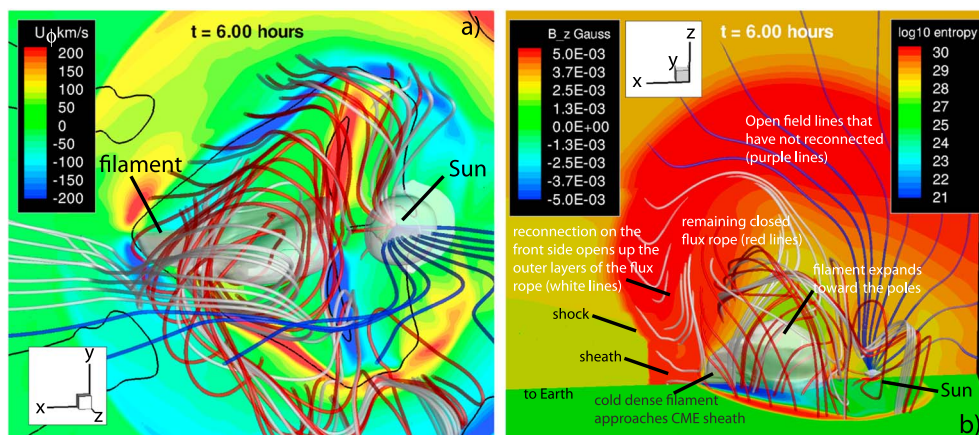 U_ϕ km/s
200
150
100
50
0
-50
-100
-150
-200
t = 6.00 hours
a)
filament
Sun
y
x
z
B_z Gauss
5.0E-03
3.7E-03
2.5E-03
1.3E-03
0.0E+00
-1.3E-03
-2.5E-03
-3.7E-03
-5.0E-03
z
y
x
t = 6.00 hours
log10 entropy
30
29
28
27
26
25
24
23
22
21
Open field lines that
have not reconnected
(purple lines)
reconnection on the
front side opens up the
outer layers of the flux
rope (white lines)
remaining closed
flux rope (red lines)
filament expands
toward the poles
shock
sheath
to Earth
cold dense filament
approaches CME sheath
Sun
b)